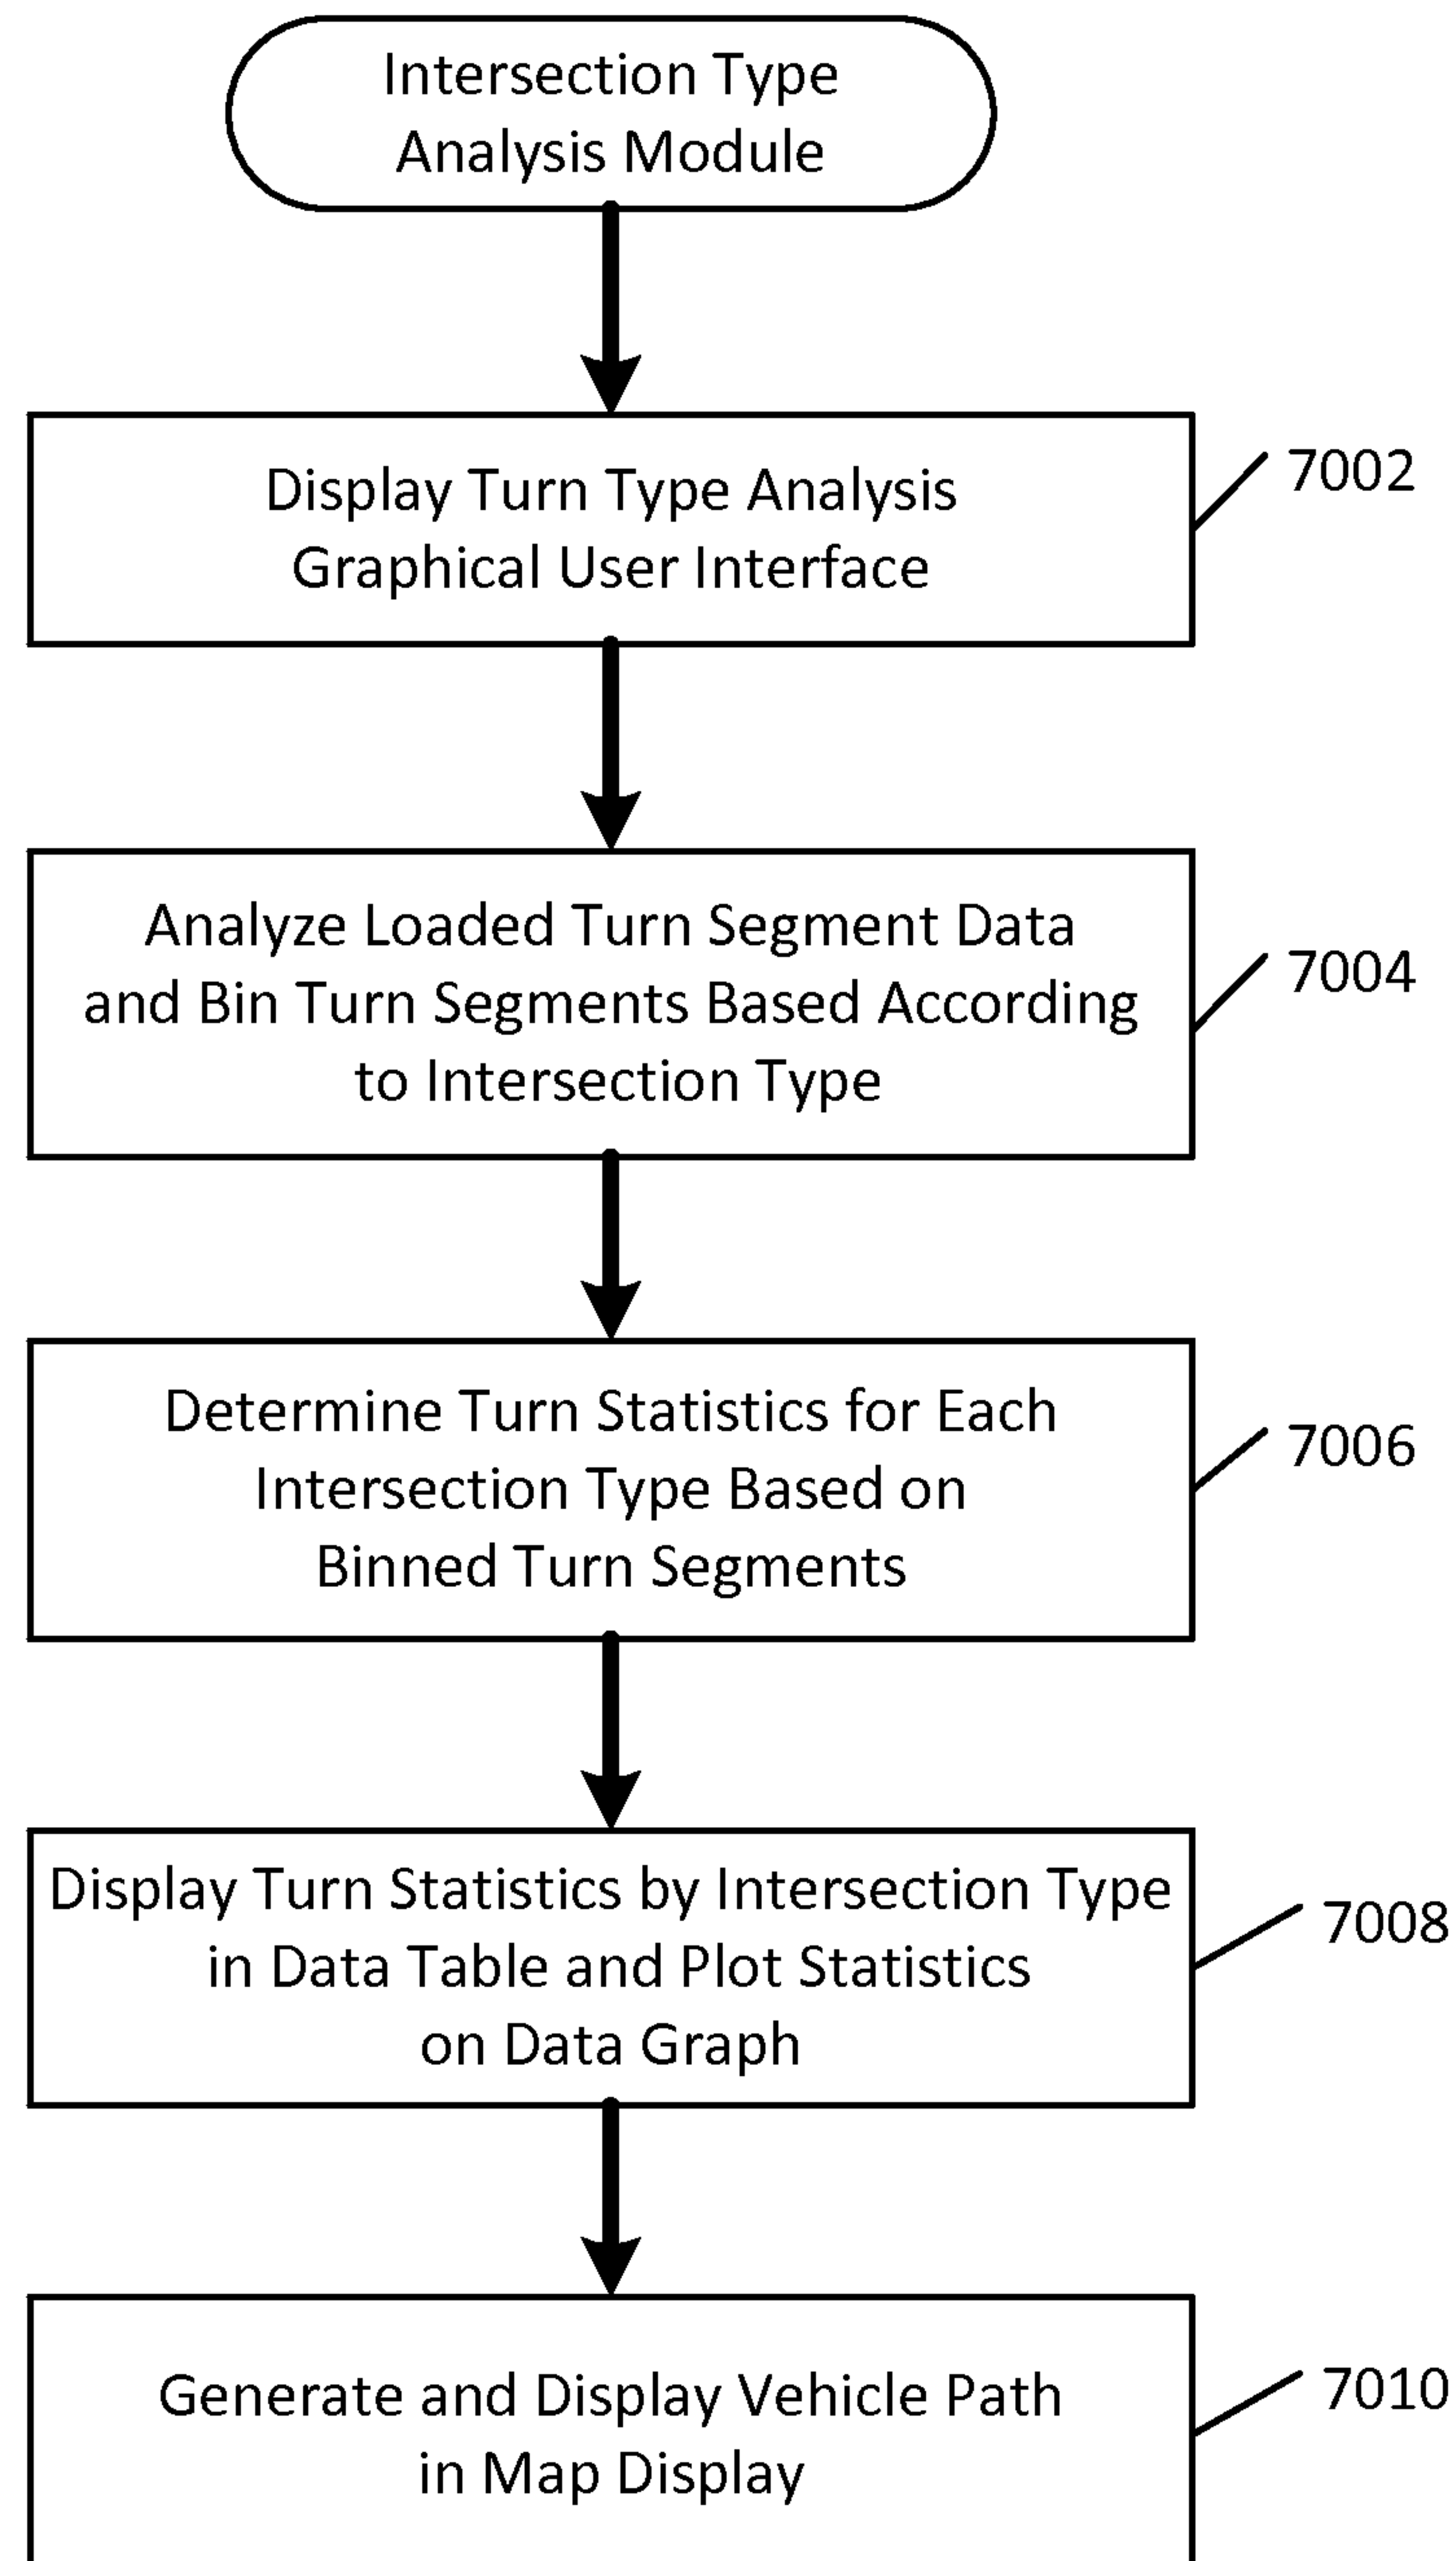 Intersection Type
Analysis Module
Display Turn Type Analysis
Graphical User Interface
7002
Analyze Loaded Turn Segment Data
and Bin Turn Segments Based According
to Intersection Type
7004
Determine Turn Statistics for Each
Intersection Type Based on
Binned Turn Segments
7006
Display Turn Statistics by Intersection Type
in Data Table and Plot Statistics
on Data Graph
7008
Generate and Display Vehicle Path
in Map Display
7010